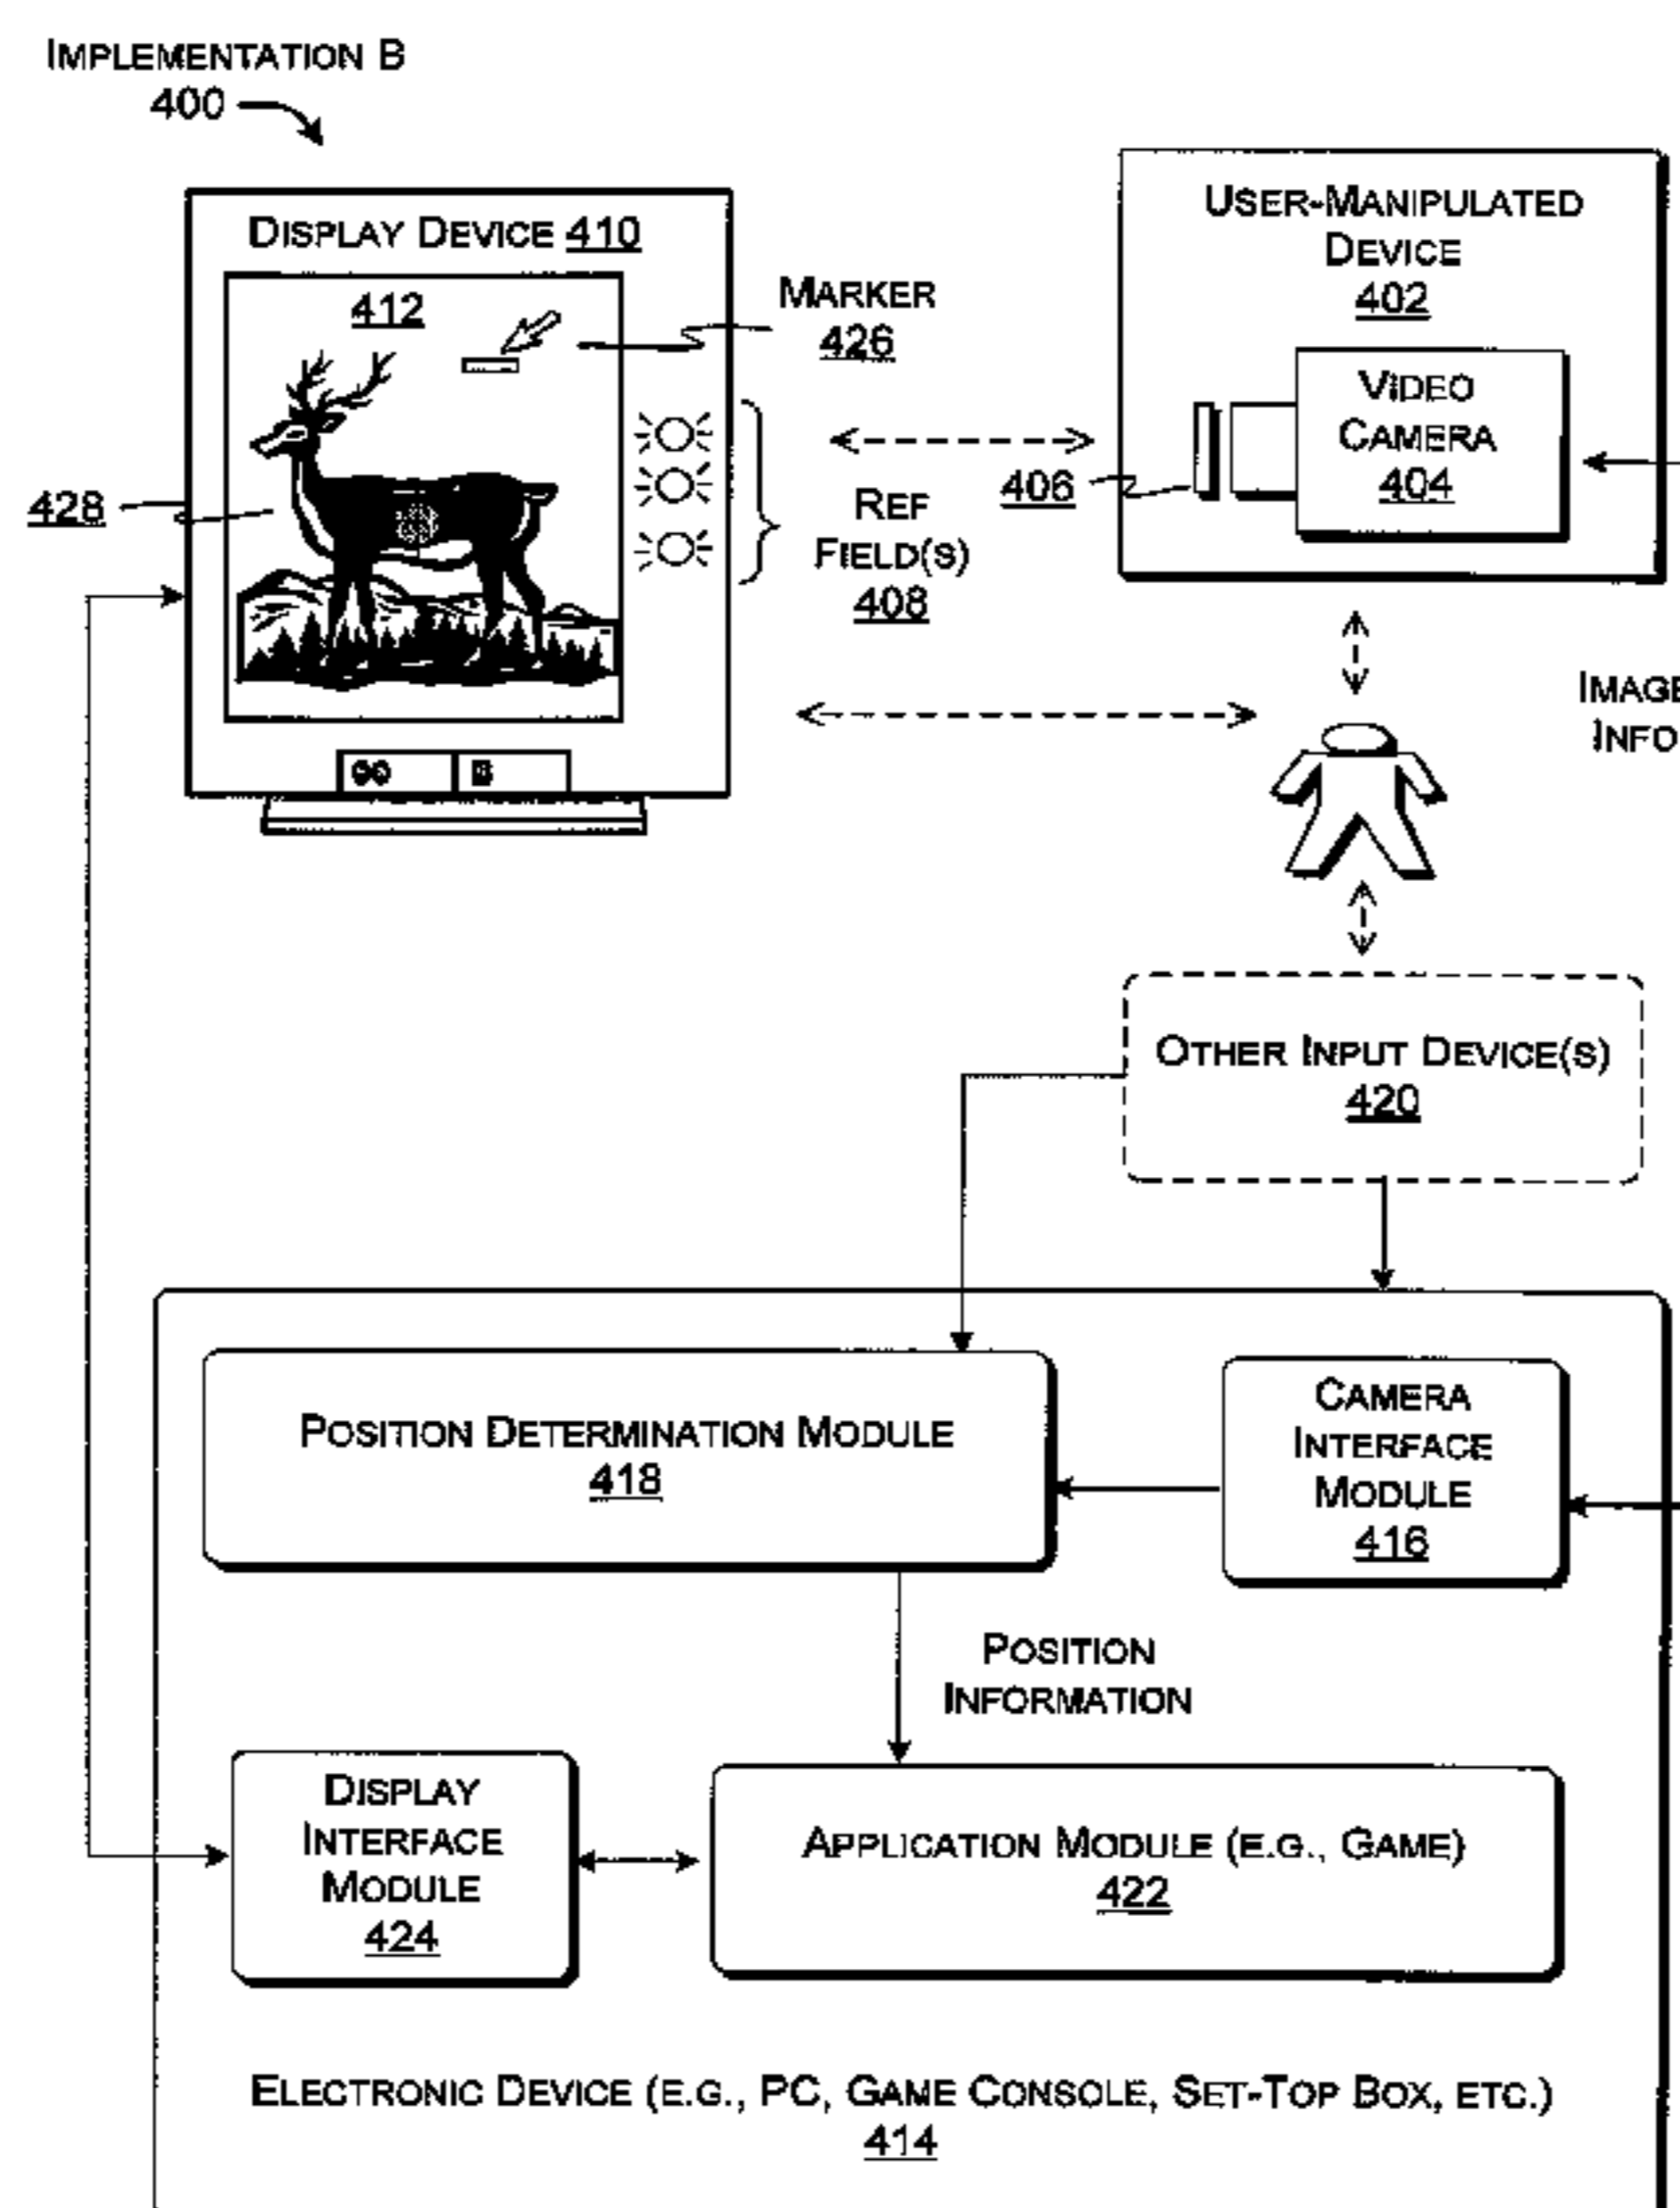 IMPLEMENTATION B
400
DISPLAY DEVICE 410
412
MARKER
426
428
REF
FIELD(S)
408
USER-MANIPULATED
DEVICE
402
VIDEO
CAMERA
404
406
IMAGE
INFO
OTHER INPUT DEVICE(S)
420
POSITION DETERMINATION MODULE
418
CAMERA
INTERFACE
MODULE
416
POSITION
INFORMATION
DISPLAY
INTERFACE
MODULE
424
APPLICATION MODULE (E.G., GAME)
422
ELECTRONIC DEVICE (E.G., PC, GAME CONSOLE, SET-TOP BOX, ETC.)
414